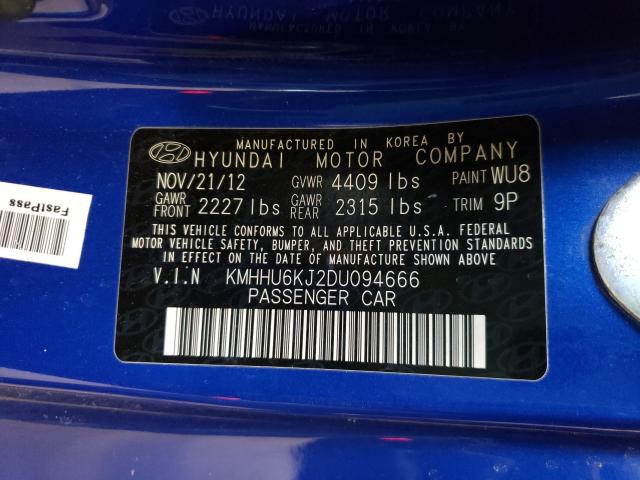 MANUFACTURED IN KOREA BY
HYUNDAI MOTOR COMPANY
NOV/21/12 GVWR 4409 lbs PAINT WU8
GAWR FRONT 2227 lbs GAWR REAR 2315 lbs TRIM 9P
THIS VEHICLE CONFORMS TO ALL APPLICABLE U.S.A. FEDERAL
MOTOR VEHICLE SAFETY, BUMPER, AND THEFT PREVENTION STANDARDS
IN EFFECT ON THE DATE OF MANUFACTURE SHOWN ABOVE
V.I.N KMHHU6KJ2DU094666
PASSENGER CAR
FastPass